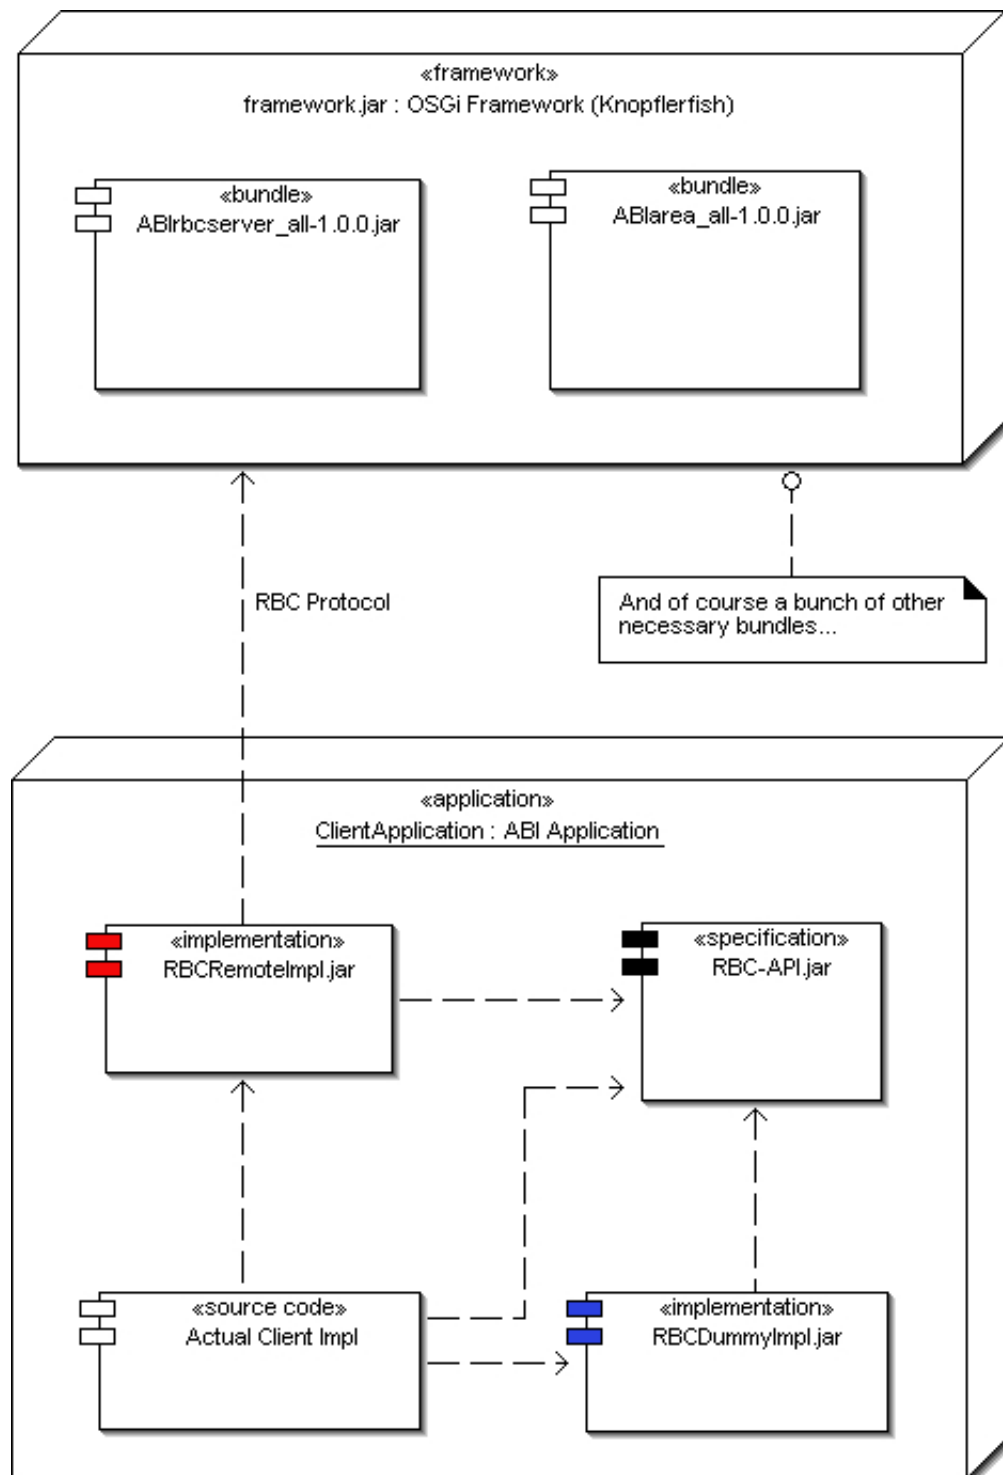 «framework»
framework.jar : OSGi Framework (Knopflerfish)
«bundle»
ABIrbcserver_all-1.0.0.jar
«bundle»
ABIarea_all-1.0.0.jar
RBC Protocol
And of course a bunch of other
necessary bundles...
«application»
ClientApplication : ABI Application
«implementation»
RBCRemoteImpl.jar
«specification»
RBC-API.jar
«source code»
Actual Client Impl
«implementation»
RBCDummyImpl.jar